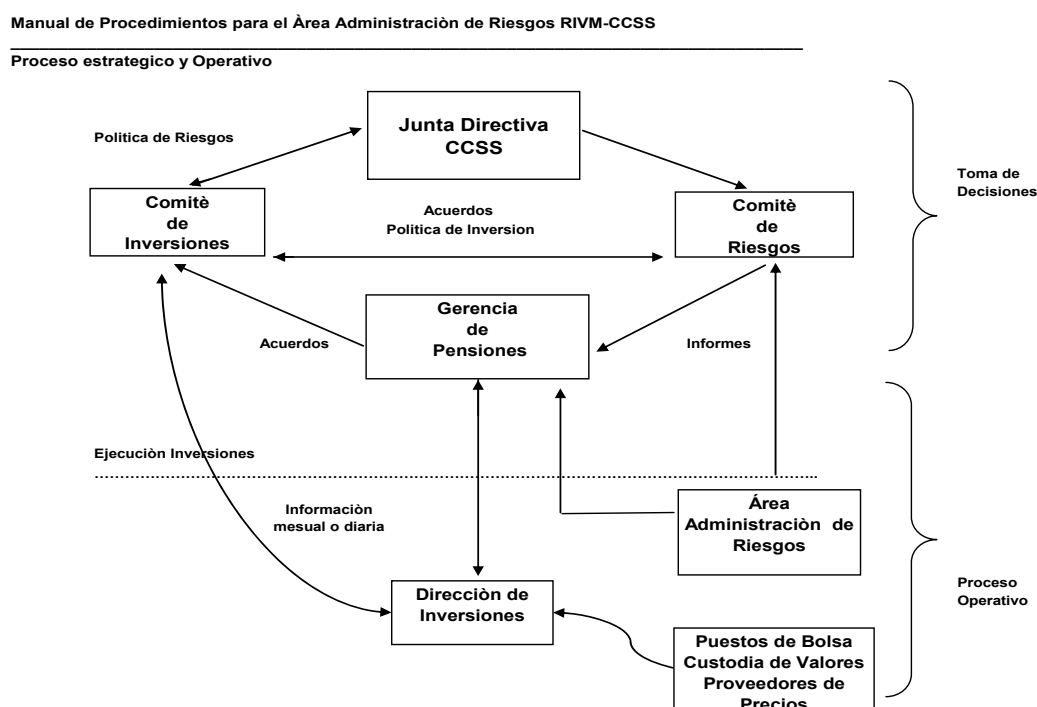 Manual de Procedimientos para el Àrea Administraciòn de Riesgos RIVM-CCSS
Proceso estrategico y Operativo
Junta Directiva
CCSS
Politica de Riesgos
Toma de
Decisiones
Comitè
de
Inversiones
Acuerdos
Politica de Inversion
Comitè
de
Riesgos
Gerencia
de
Pensiones
Acuerdos
Informes
Ejecuciòn Inversiones
Informaciòn
mesual o diaria
Área
Administraciòn de
Riesgos
Direcciòn de
Inversiones
Proceso
Operativo
Puestos de Bolsa
Custodia de Valores
Proveedores de
Precios